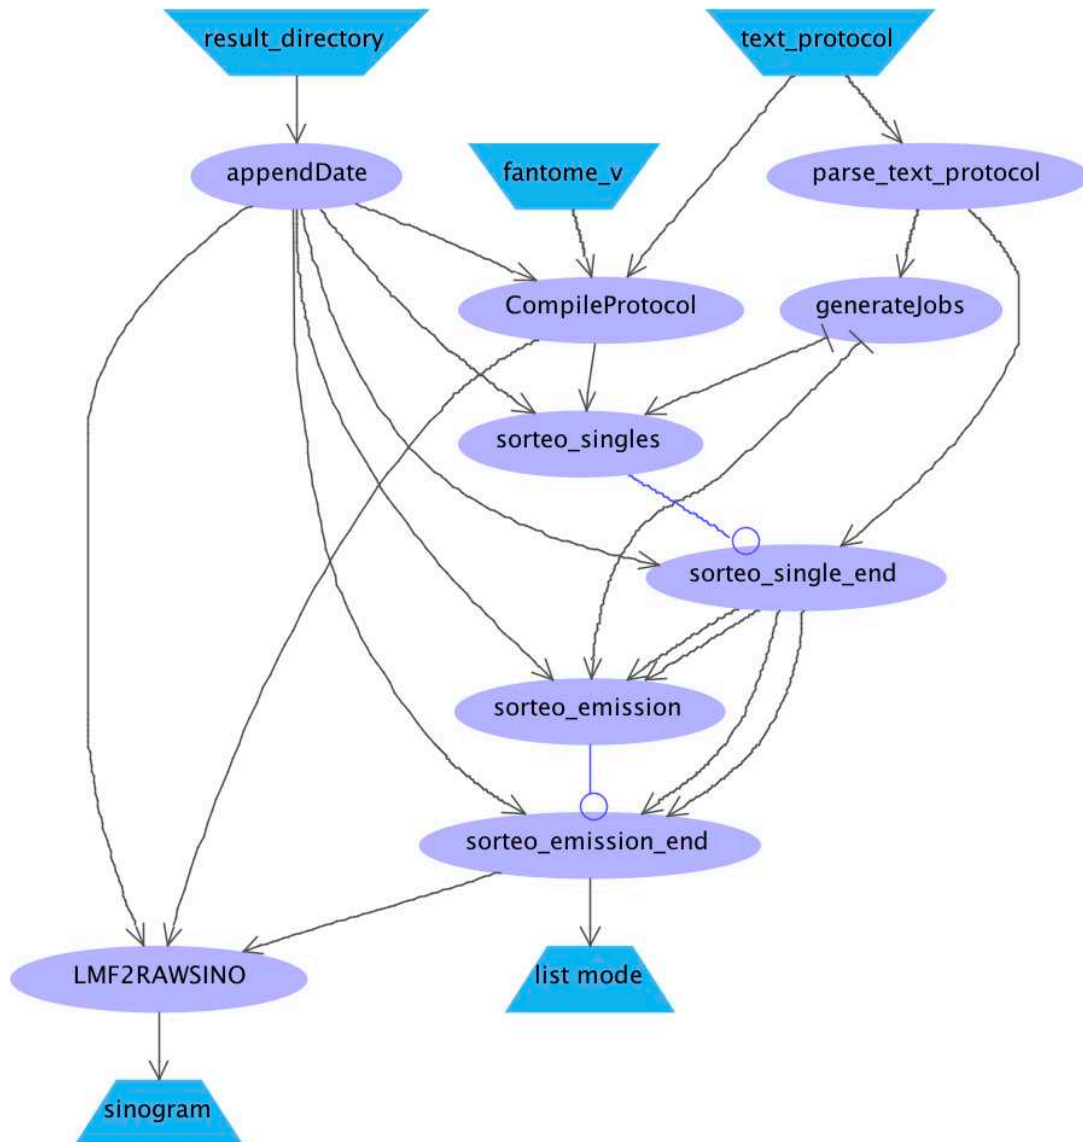 result_directory
text_protocol
appendDate
fantome_v
parse_text_protocol
CompileProtocol
generateJobs
sorteo_singles
sorteo_single_end
sorteo_emission
sorteo_emission_end
LMF2RAWSINO
list mode
sinogram